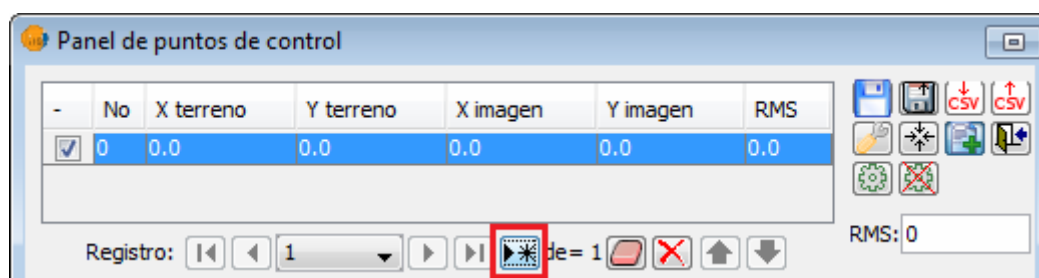 Panel de puntos de control
- No X terreno Y terreno X imagen Y imagen RMS
0 0.0 0.0 0.0 0.0 0.0
CSV CSV
RMS: 0
Registro: 1 de= 1